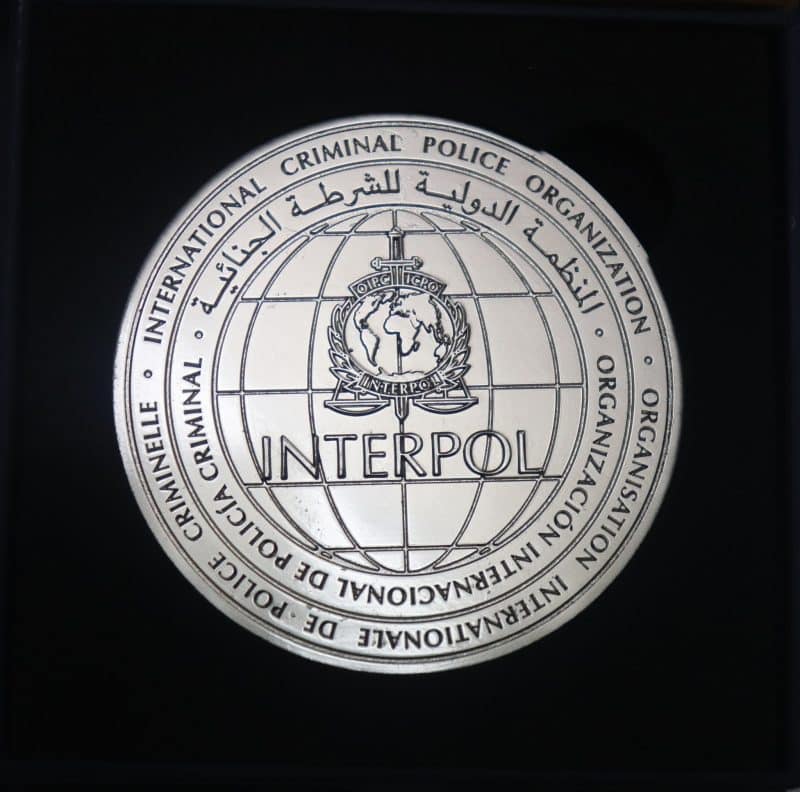 INTERNATIONAL CRIMINAL POLICE ORGANIZATION
ORGANISATION INTERNATIONALE DE POLICE CRIMINELLE
المنظمة الدولية للشرطة الجنائية
ORGANIZACIÓN INTERNACIONAL DE POLICÍA CRIMINAL
OIPC ICPO
INTERPOL
INTERPOL